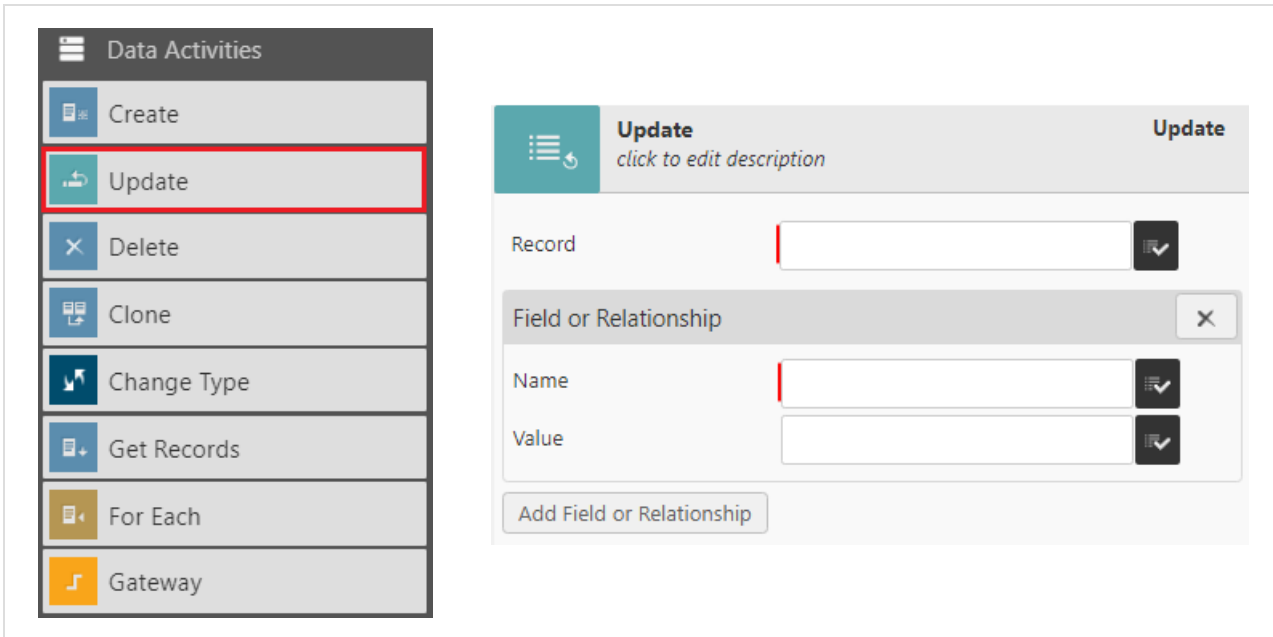 Data Activities
Create
Update
Delete
Clone
Change Type
Get Records
For Each
Gateway
Update Update
click to edit description
Record
Field or Relationship
Name
Value
Add Field or Relationship